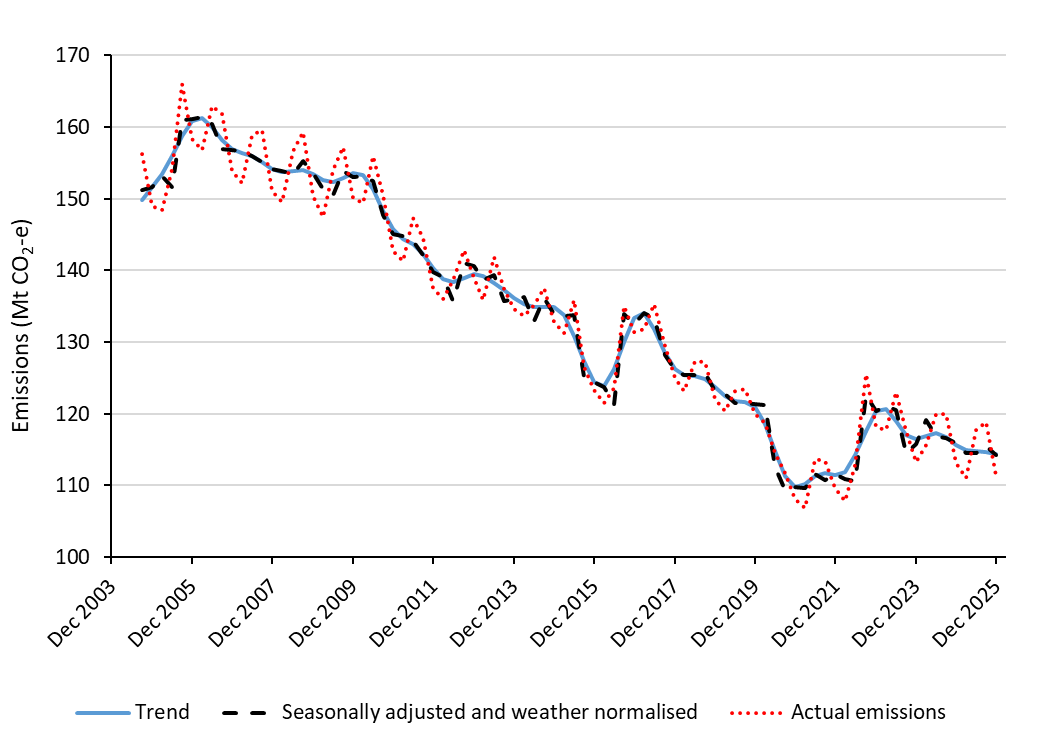 170
160
150
140
130
120
110
100
Emissions (Mt CO₂-e)
Dec 2003
Dec 2005
Dec 2007
Dec 2009
Dec 2011
Dec 2013
Dec 2015
Dec 2017
Dec 2019
Dec 2021
Dec 2023
Dec 2025
Trend
Seasonally adjusted and weather normalised
Actual emissions